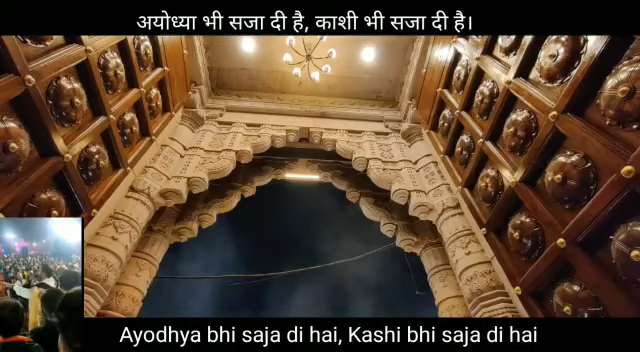 अयोध्या भी सजा दी है, काशी भी सजा दी है।
Ayodhya bhi saja di hai, Kashi bhi saja di hai